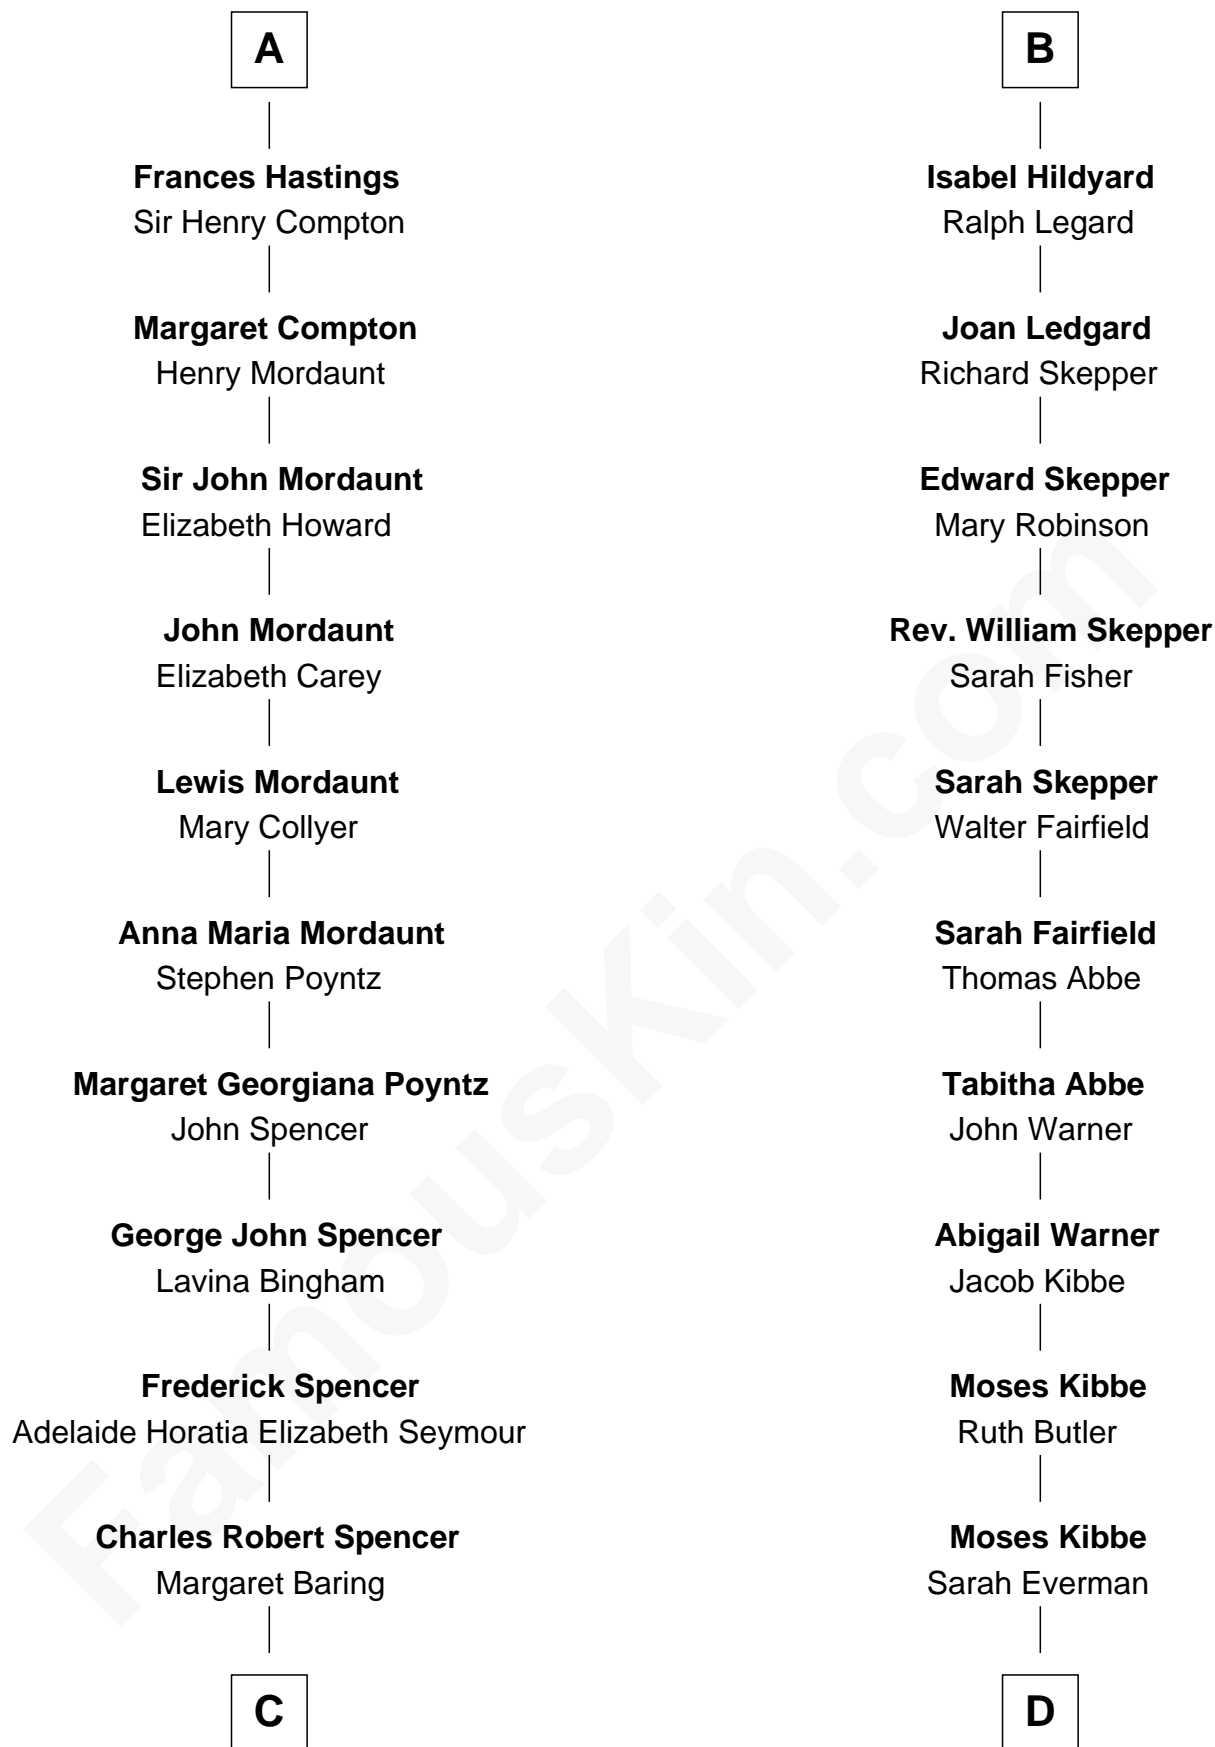 A
Frances Hastings
Sir Henry Compton
Margaret Compton
Henry Mordaunt
Sir John Mordaunt
Elizabeth Howard
John Mordaunt
Elizabeth Carey
Lewis Mordaunt
Mary Collyer
Anna Maria Mordaunt
Stephen Poyntz
Margaret Georgiana Poyntz
John Spencer
George John Spencer
Lavina Bingham
Frederick Spencer
Adelaide Horatia Elizabeth Seymour
Charles Robert Spencer
Margaret Baring
C
B
Isabel Hildyard
Ralph Legard
Joan Ledgard
Richard Skepper
Edward Skepper
Mary Robinson
Rev. William Skepper
Sarah Fisher
Sarah Skepper
Walter Fairfield
Sarah Fairfield
Thomas Abbe
Tabitha Abbe
John Warner
Abigail Warner
Jacob Kibbe
Moses Kibbe
Ruth Butler
Moses Kibbe
Sarah Everman
D
FamousKin.com